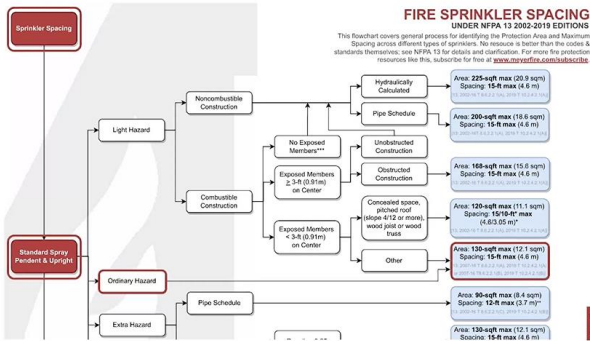 FIRE SPRINKLER SPACING
UNDER NFPA 13 2002-2019 EDITIONS
This flowchart covers general process for identifying the Protection Area and Maximum
Spacing across different types of sprinklers. No resouce is better than the codes &
standards themselves; see NFPA 13 for details and clarification. For more fire protection
resources like this, subscribe for free at www.meyerfire.com/subscribe.
Sprinkler Spacing
Standard Spray
Pendent & Upright
Light Hazard
Ordinary Hazard
Extra Hazard
Noncombustible
Construction
Combustible
Construction
Pipe Schedule
No Exposed
Members***
Exposed Members
≥ 3-ft (0.91m)
on Center
Exposed Members
< 3-ft (0.91m)
on Center
Hydraulically
Calculated
Pipe Schedule
Unobstructed
Construction
Obstructed
Construction
Concealed space,
pitched roof
(slope 4/12 or more),
wood joist or wood
truss
Other
Area: 225-sqft max (20.9 sqm)
Spacing: 15-ft max (4.6 m)
Area: 200-sqft max (18.6 sqm)
Spacing: 15-ft max (4.6 m)
Area: 168-sqft max (15.6 sqm)
Spacing: 15-ft max (4.6 m)
Area: 120-sqft max (11.1 sqm)
Spacing: 15/10-ft* max
(4.6/3.05 m)*
Area: 130-sqft max (12.1 sqm)
Spacing: 15-ft max (4.6 m)
Area: 90-sqft max (8.4 sqm)
Spacing: 12-ft max (3.7 m)**
Area: 130-sqft max (12.1 sqm)
Spacing: 15-ft max (4.6 m)